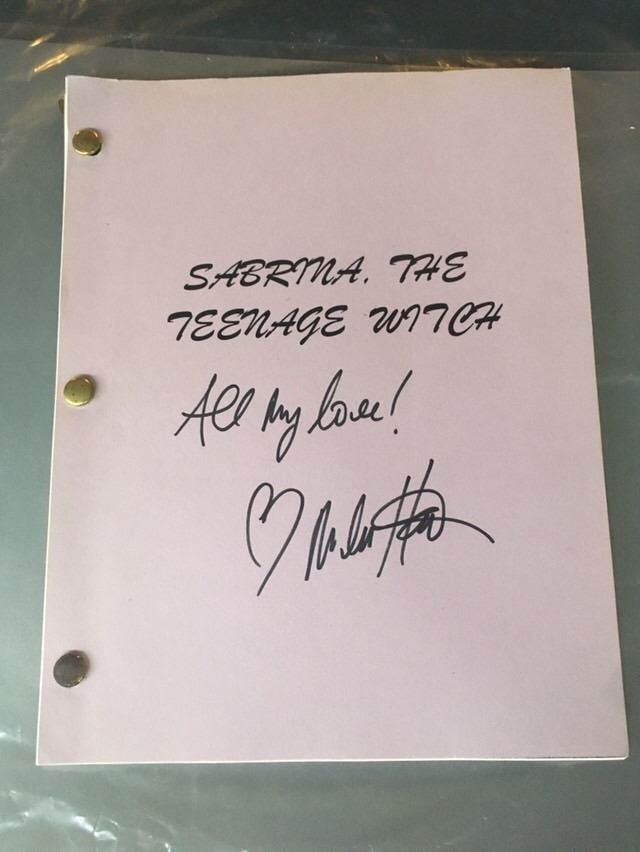 SABRINA, THE
TEENAGE WITCH
All my love!